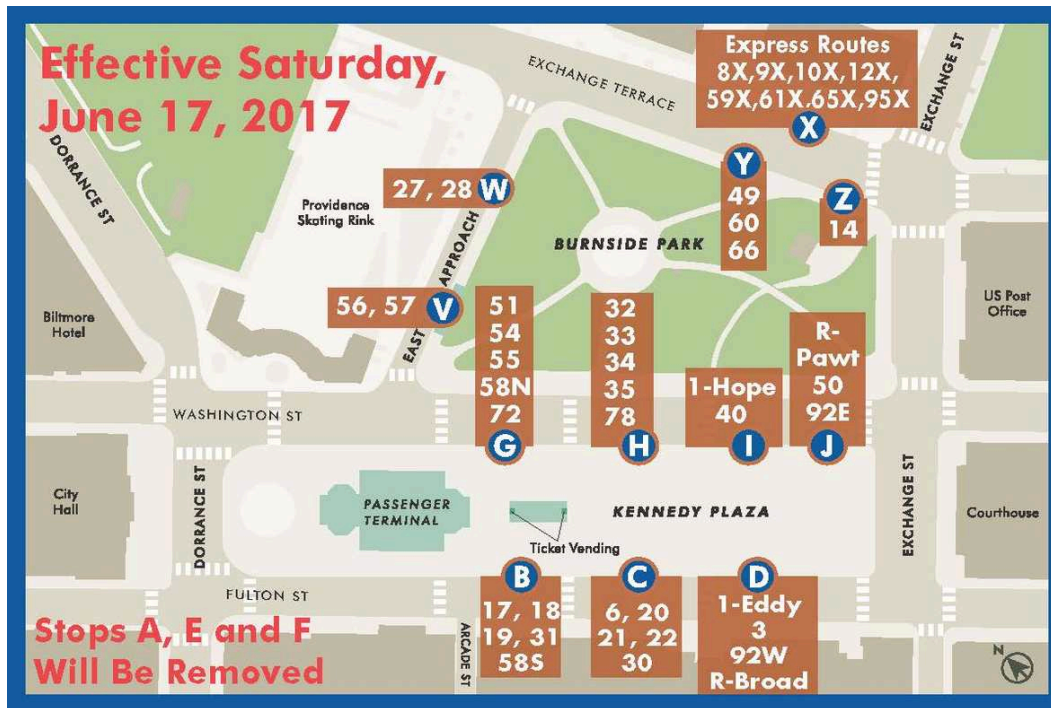 Effective Saturday,
June 17, 2017
EXCHANGE TERRACE
Express Routes
8X,9X,10X,12X,
59X,61X,65X,95X
X
EXCHANGE ST
DORRANCE ST
Providence
Skating Rink
27, 28 W
EAST APPROACH
BURNSIDE PARK
Y
49
60
66
Z
14
US Post
Office
Biltmore
Hotel
56, 57 V
51
54
55
58N
72
G
32
33
34
35
78
H
1-Hope
40
I
R-
Pawt
50
92E
J
WASHINGTON ST
City
Hall
DORRANCE ST
PASSENGER
TERMINAL
Ticket Vending
KENNEDY PLAZA
EXCHANGE ST
Courthouse
FULTON ST
ARCADE ST
B
17, 18
19, 31
58S
C
6, 20
21, 22
30
D
1-Eddy
3
92W
R-Broad
Stops A, E and F
Will Be Removed
N